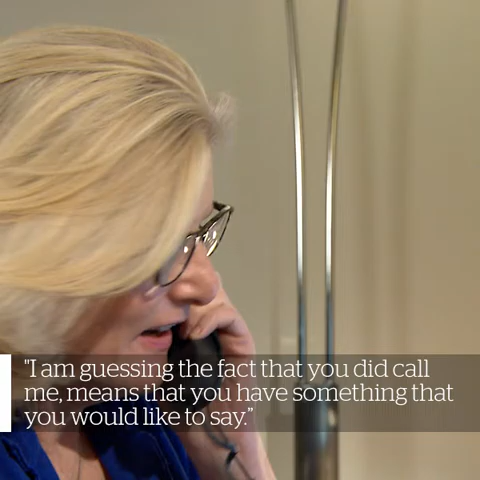 "I am guessing the fact that you did call
me, means that you have something that
you would like to say.”